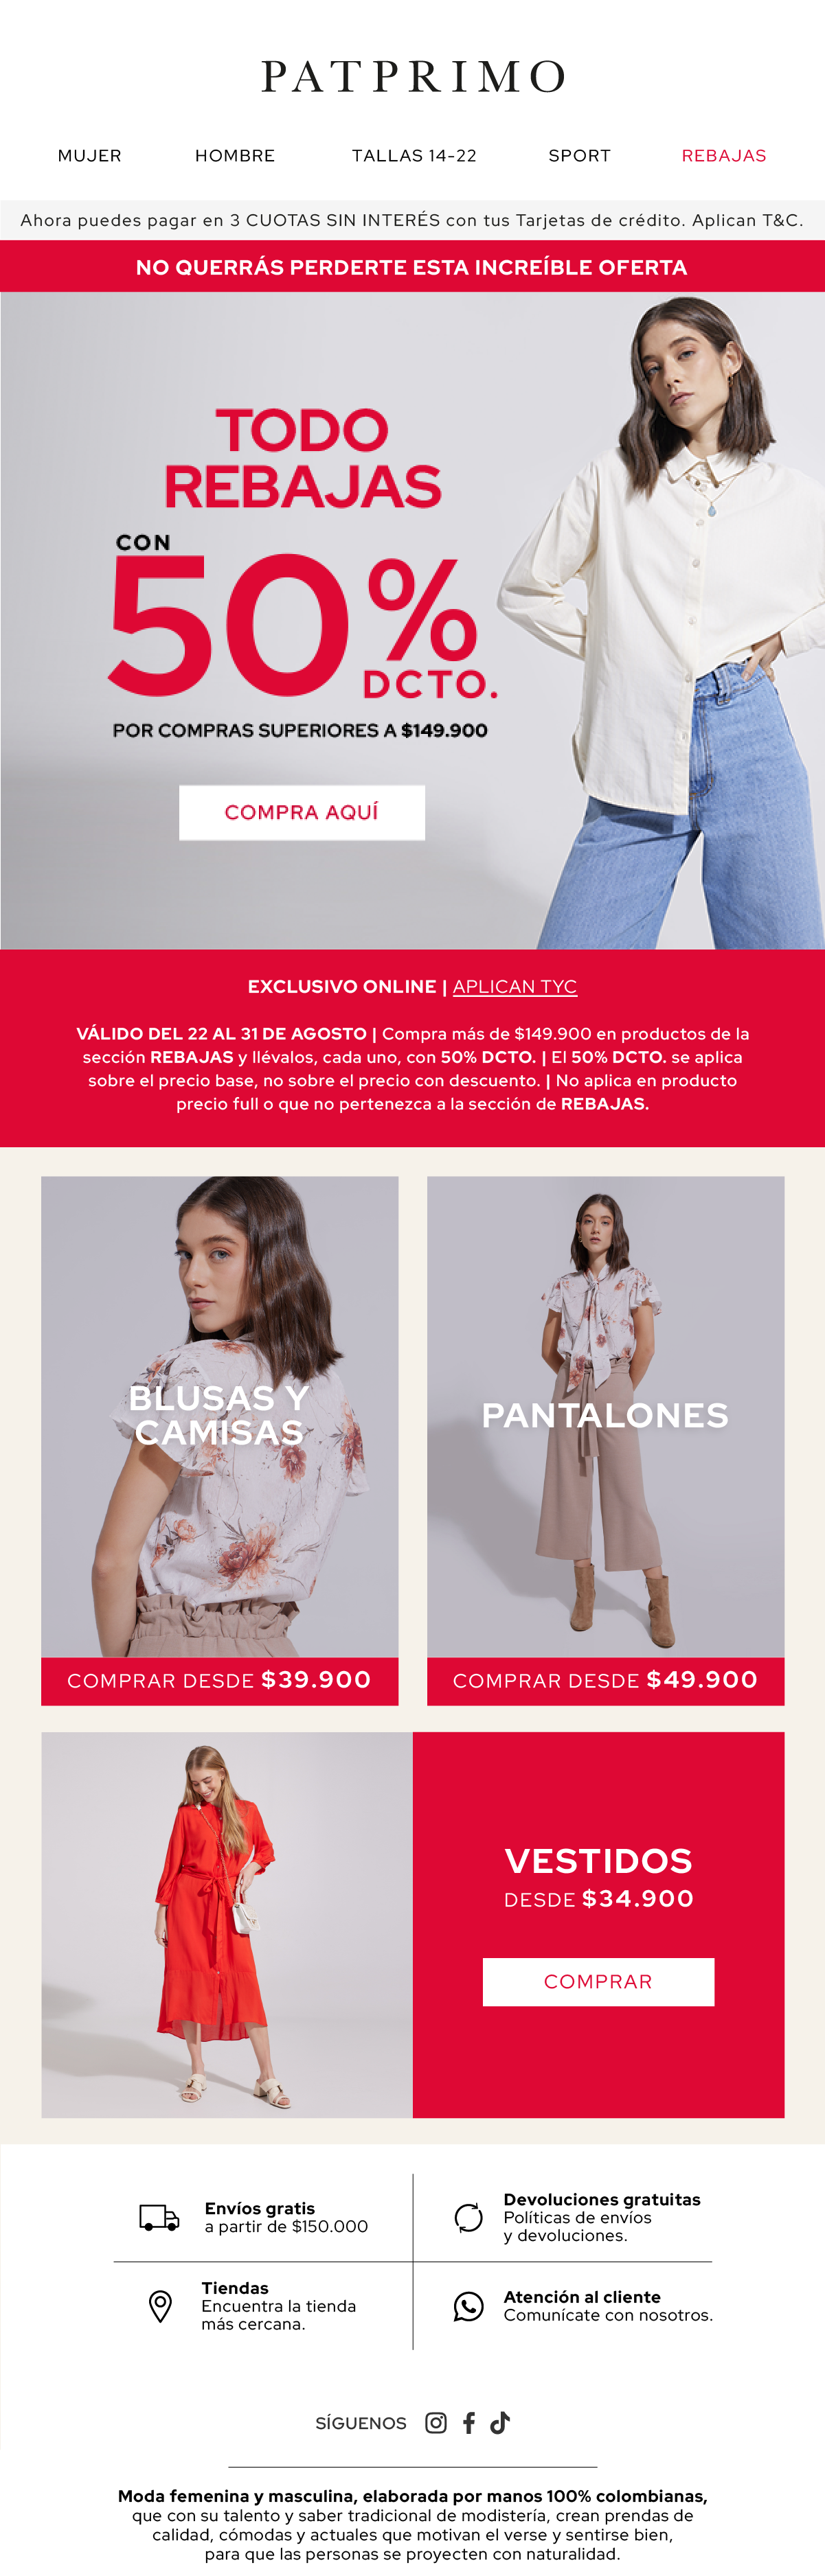 PATPRIMO
MUJER HOMBRE TALLAS 14-22 SPORT REBAJAS
Ahora puedes pagar en 3 CUOTAS SIN INTERÉS con tus Tarjetas de crédito. Aplican T&C.
NO QUERRÁS PERDERTE ESTA INCREÍBLE OFERTA
TODO
REBAJAS
CON
50%
DCTO.
POR COMPRAS SUPERIORES A $149.900
COMPRA AQUÍ
EXCLUSIVO ONLINE | APLICAN TYC
VÁLIDO DEL 22 AL 31 DE AGOSTO | Compra más de $149.900 en productos de la
sección REBAJAS y llévalos, cada uno, con 50% DCTO. | El 50% DCTO. se aplica
sobre el precio base, no sobre el precio con descuento. | No aplica en producto
precio full o que no pertenezca a la sección de REBAJAS.
BLUSAS Y
CAMISAS
COMPRAR DESDE $39.900
PANTALONES
COMPRAR DESDE $49.900
VESTIDOS
DESDE $34.900
COMPRAR
Envíos gratis
a partir de $150.000
Devoluciones gratuitas
Políticas de envíos
y devoluciones.
Tiendas
Encuentra la tienda
más cercana.
Atención al cliente
Comunícate con nosotros.
SÍGUENOS
Moda femenina y masculina, elaborada por manos 100% colombianas,
que con su talento y saber tradicional de modistería, crean prendas de
calidad, cómodas y actuales que motivan el verse y sentirse bien,
para que las personas se proyecten con naturalidad.